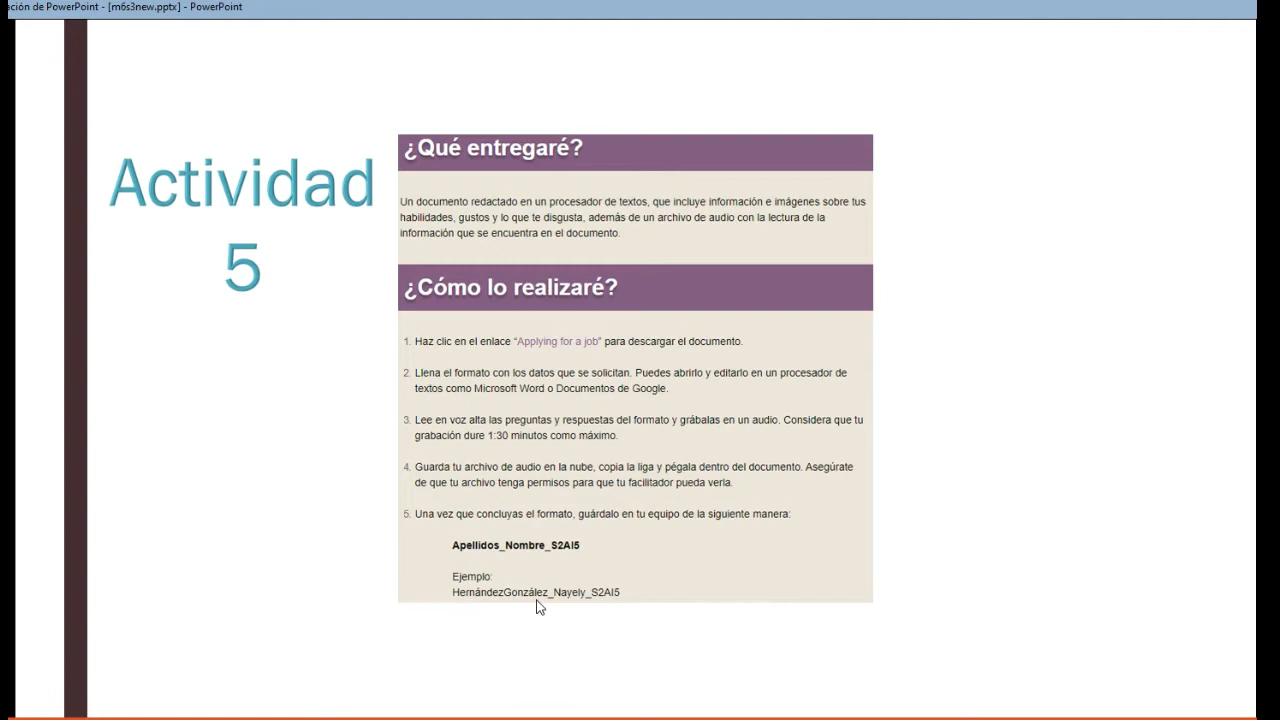 ción de PowerPoint - [m6s3new.pptx] - PowerPoint
Actividad
5
¿Qué entregaré?
Un documento redactado en un procesador de textos, que incluye información e imágenes sobre tus
habilidades, gustos y lo que te disgusta, además de un archivo de audio con la lectura de la
información que se encuentra en el documento.
¿Cómo lo realizaré?
1. Haz clic en el enlace “Applying for a job” para descargar el documento.
2. Llena el formato con los datos que se solicitan. Puedes abrirlo y editarlo en un procesador de
textos como Microsoft Word o Documentos de Google.
3. Lee en voz alta las preguntas y respuestas del formato y grábalas en un audio. Considera que tu
grabación dure 1:30 minutos como máximo.
4. Guarda tu archivo de audio en la nube, copia la liga y pégala dentro del documento. Asegúrate
de que tu archivo tenga permisos para que tu facilitador pueda verla.
5. Una vez que concluyas el formato, guárdalo en tu equipo de la siguiente manera:
Apellidos_Nombre_S2AI5
Ejemplo:
HernándezGonzález_Nayely_S2AI5